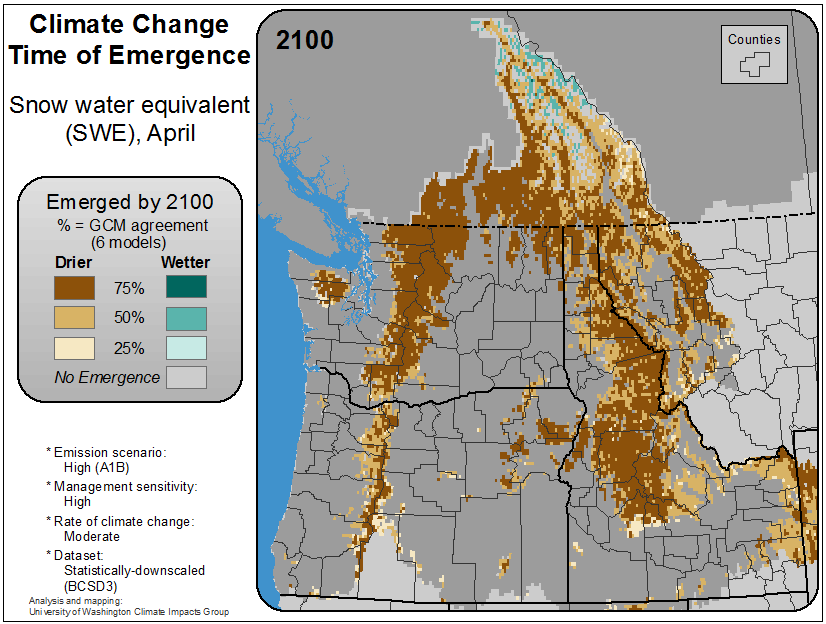 Climate Change
Time of Emergence
Snow water equivalent
(SWE), April
Emerged by 2100
% = GCM agreement
(6 models)
Drier Wetter
75%
50%
25%
No Emergence
* Emission scenario:
High (A1B)
* Management sensitivity:
High
* Rate of climate change:
Moderate
* Dataset:
Statistically-downscaled
(BCSD3)
Analysis and mapping:
University of Washington Climate Impacts Group
2100
Counties